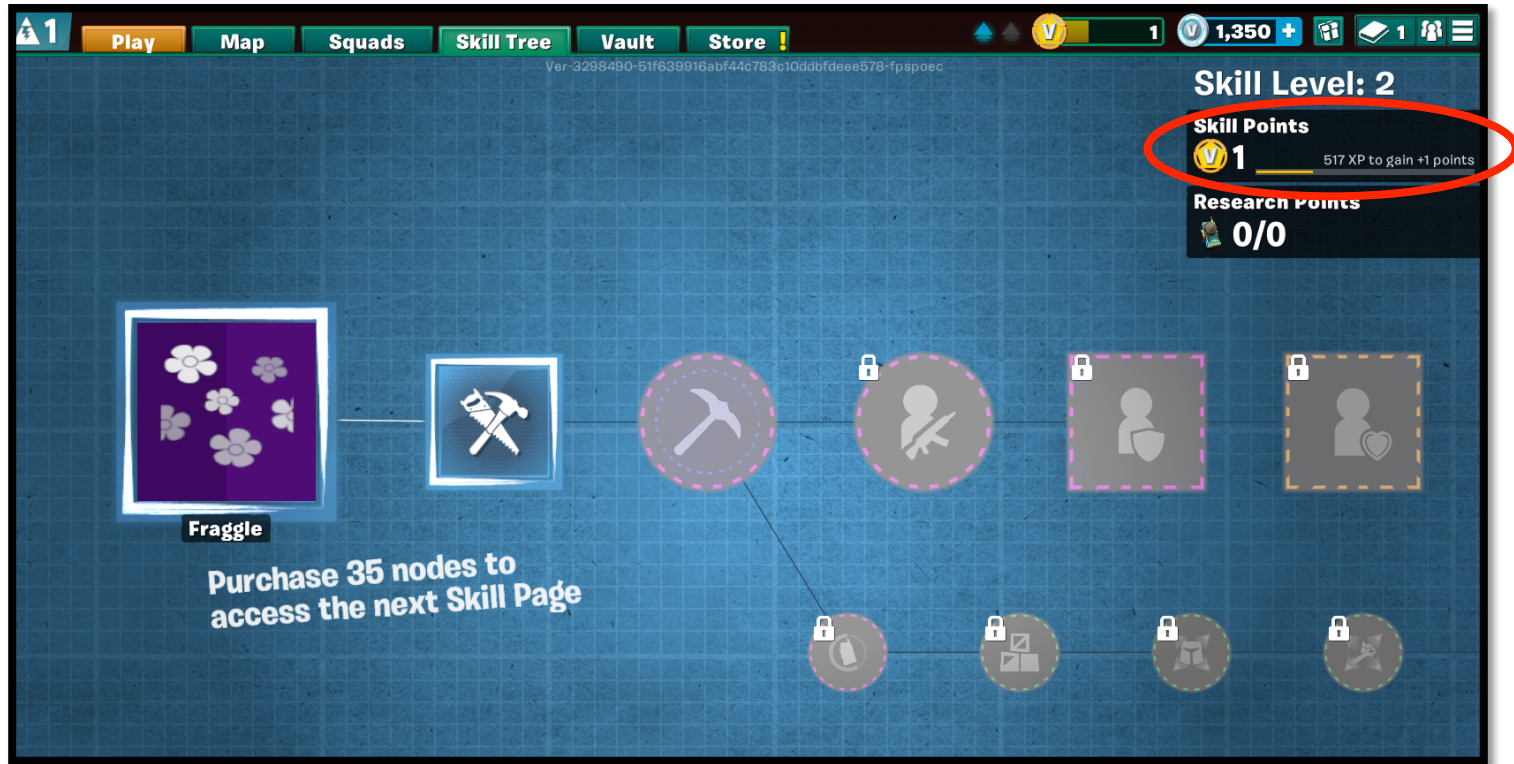 1
Play
Map
Squads
Skill Tree
Vault
Store !
1
1,350 +
1
Ver-3298490-51f639916abf44c783c10ddbfdeee578-fpspoec
Skill Level: 2
Skill Points
V 1
517 XP to gain +1 points
Research Points
0/0
Fraggle
Purchase 35 nodes to
access the next Skill Page